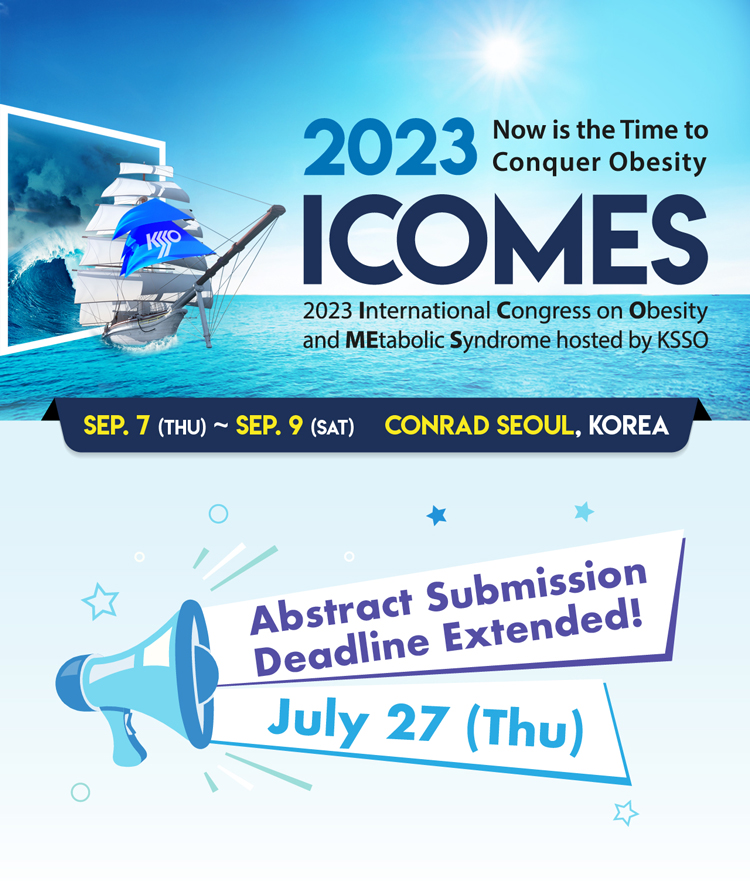 2023 Now is the Time to
Conquer Obesity
ICOMES
2023 International Congress on Obesity
and MEtabolic Syndrome hosted by KSSO
KSSO
SEP. 7 (THU) ~ SEP. 9 (SAT) CONRAD SEOUL, KOREA
Abstract Submission
Deadline Extended!
July 27 (Thu)